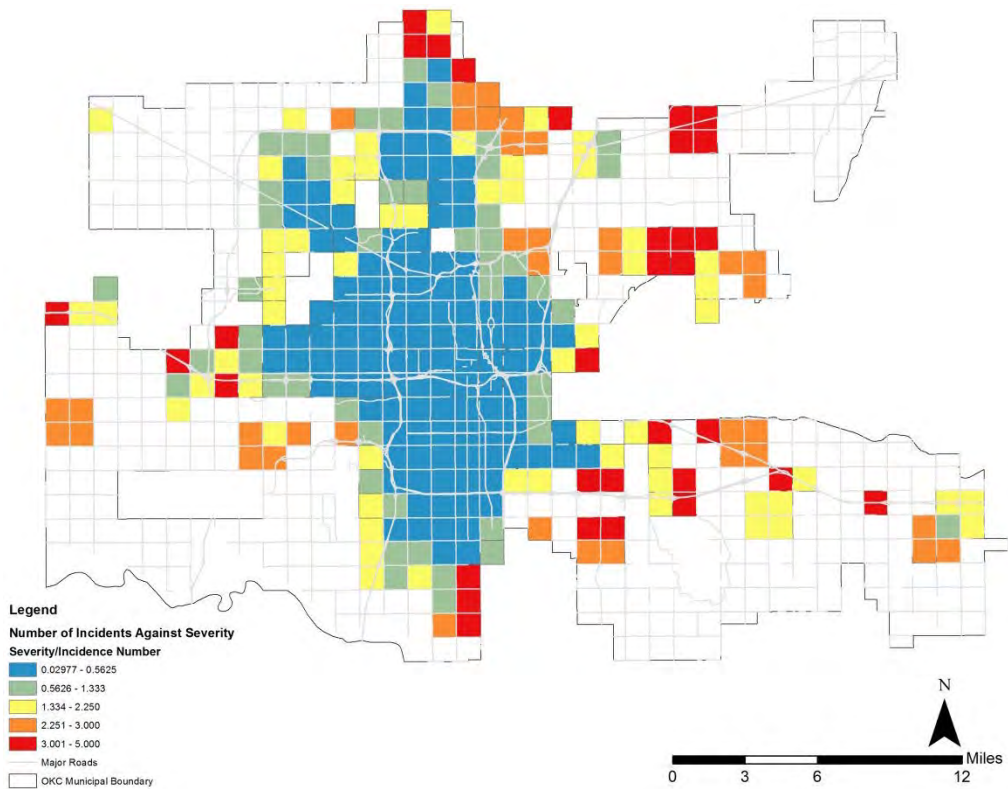 Legend
Number of Incidents Against Severity
Severity/Incidence Number
0.02977 - 0.5625
0.5626 - 1.333
1.334 - 2.250
2.251 - 3.000
3.001 - 5.000
Major Roads
OKC Municipal Boundary
N
Miles
0 3 6 12